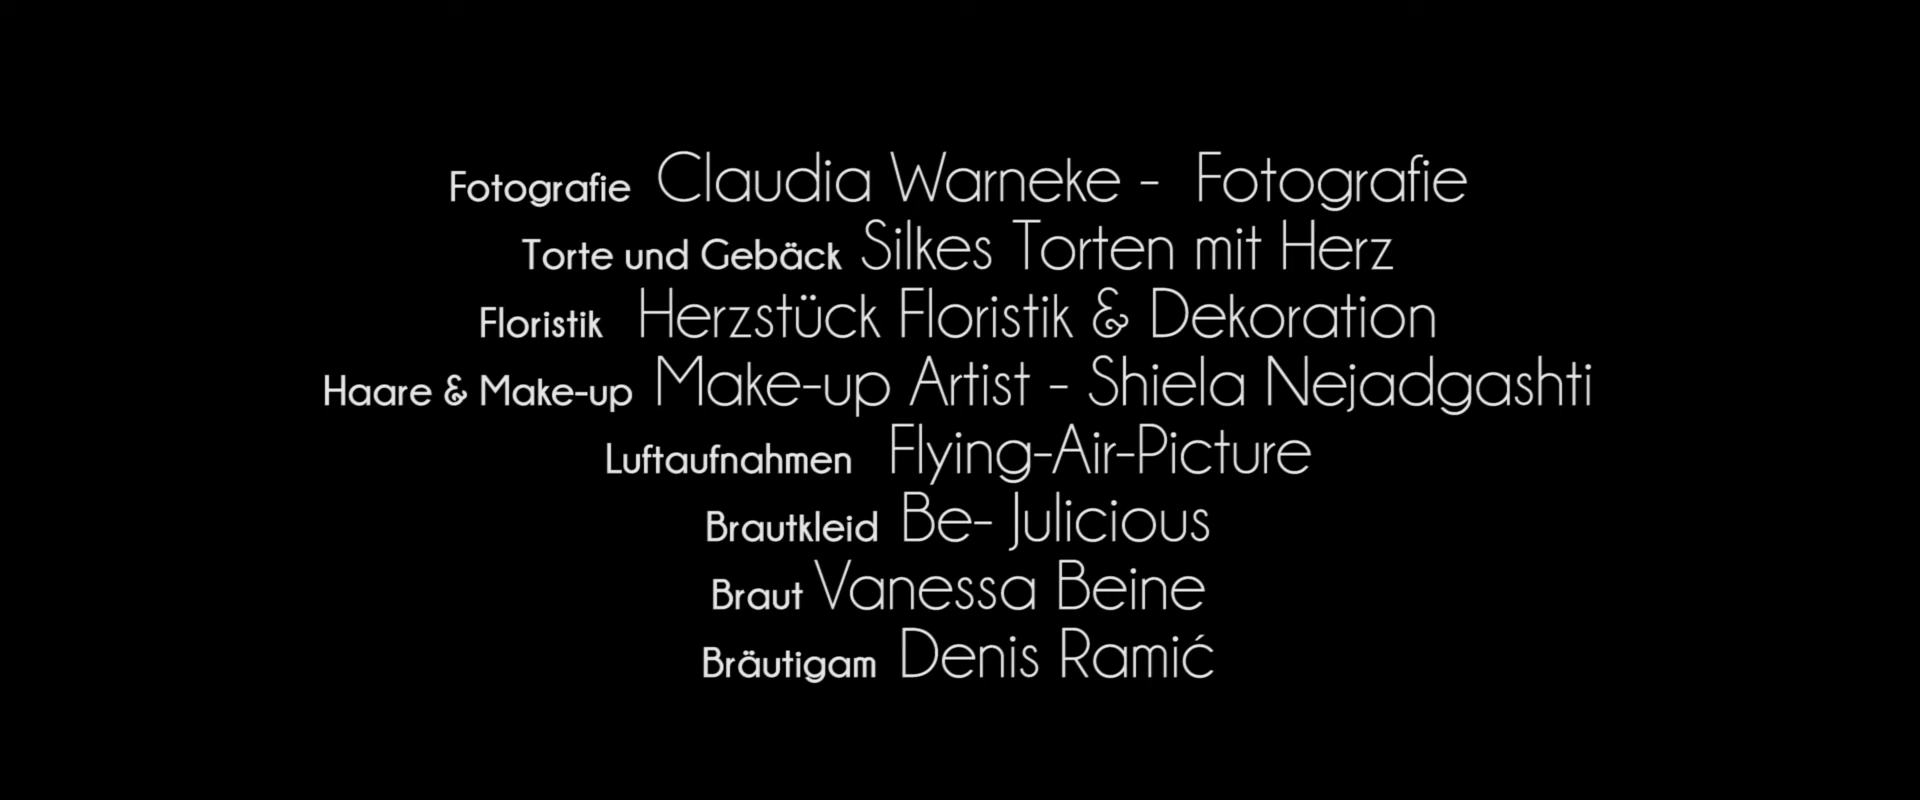 Fotografie Claudia Warneke - Fotografie
Torte und Gebäck Silkes Torten mit Herz
Floristik Herzstück Floristik & Dekoration
Haare & Make-up Make-up Artist - Shiela Nejadgashti
Luftaufnahmen Flying-Air-Picture
Brautkleid Be- Julicious
Braut Vanessa Beine
Bräutigam Denis Ramić